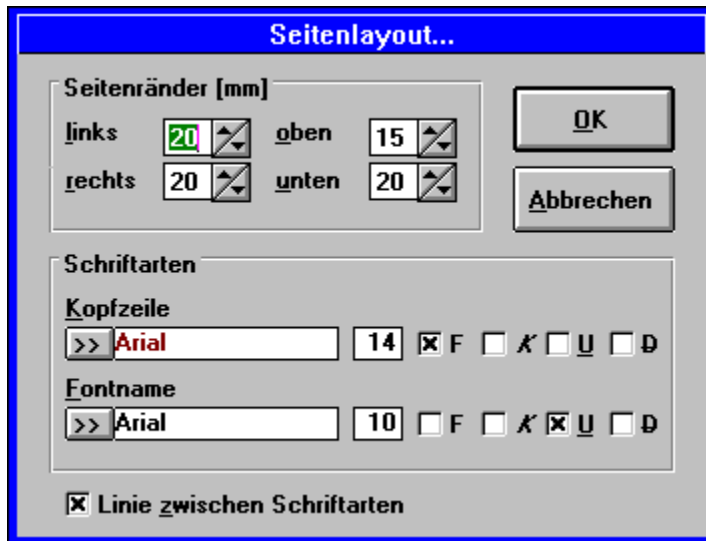 Seitenlayout...
Seitenränder [mm]
links 20 oben 15
rechts 20 unten 20
OK
Abbrechen
Schriftarten
Kopfzeile
>> Arial 14 F K U D
Fontname
>> Arial 10 F K U D
Linie zwischen Schriftarten